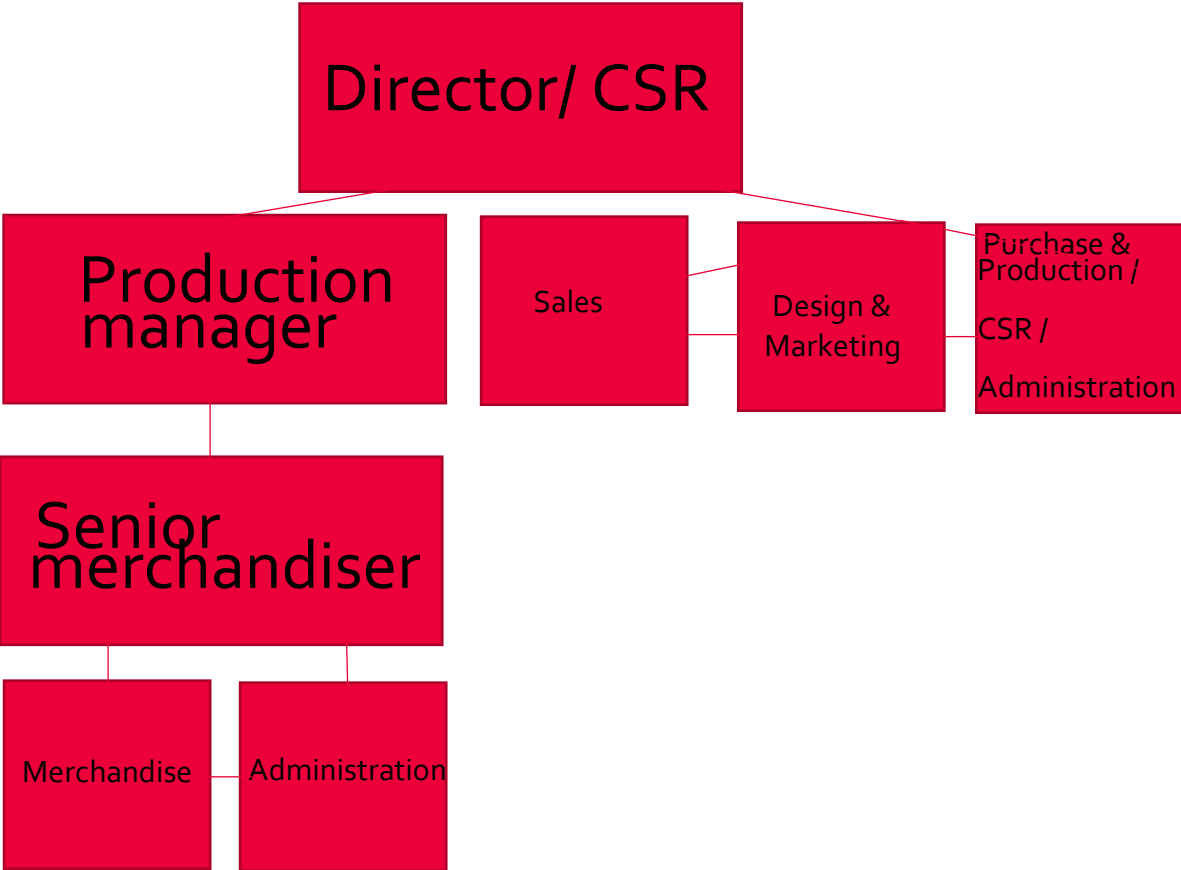 Director/ CSR
Production
manager
Sales
Design &
Marketing
Purchase &
Production /
CSR /
Administration
Senior
merchandiser
Merchandise
Administration